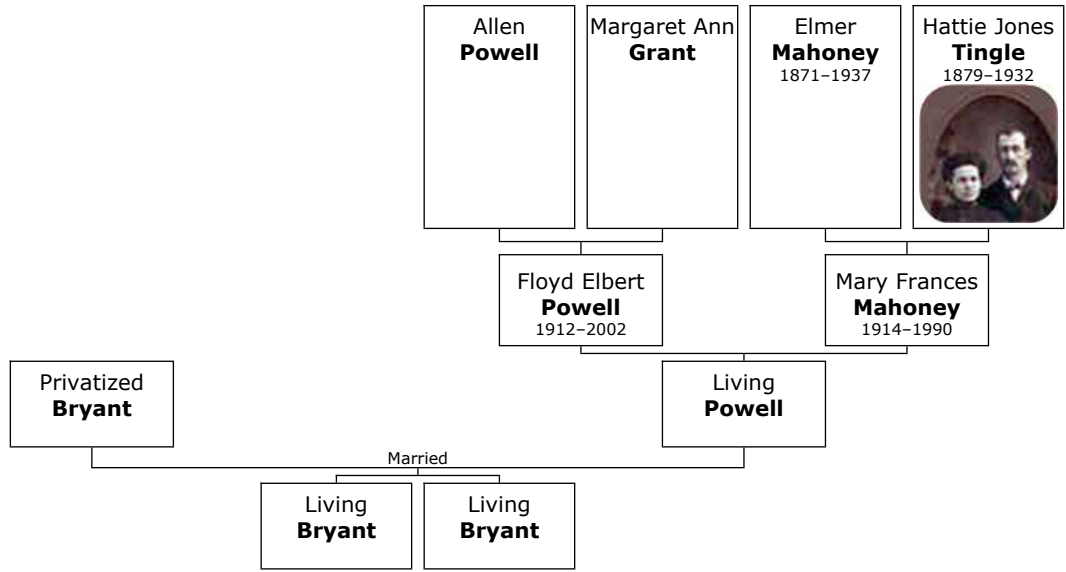 Allen
Powell
Margaret Ann
Grant
Elmer
Mahoney
1871–1937
Hattie Jones
Tingle
1879–1932
Floyd Elbert
Powell
1912–2002
Mary Frances
Mahoney
1914–1990
Privatized
Bryant
Living
Powell
Married
Living
Bryant
Living
Bryant